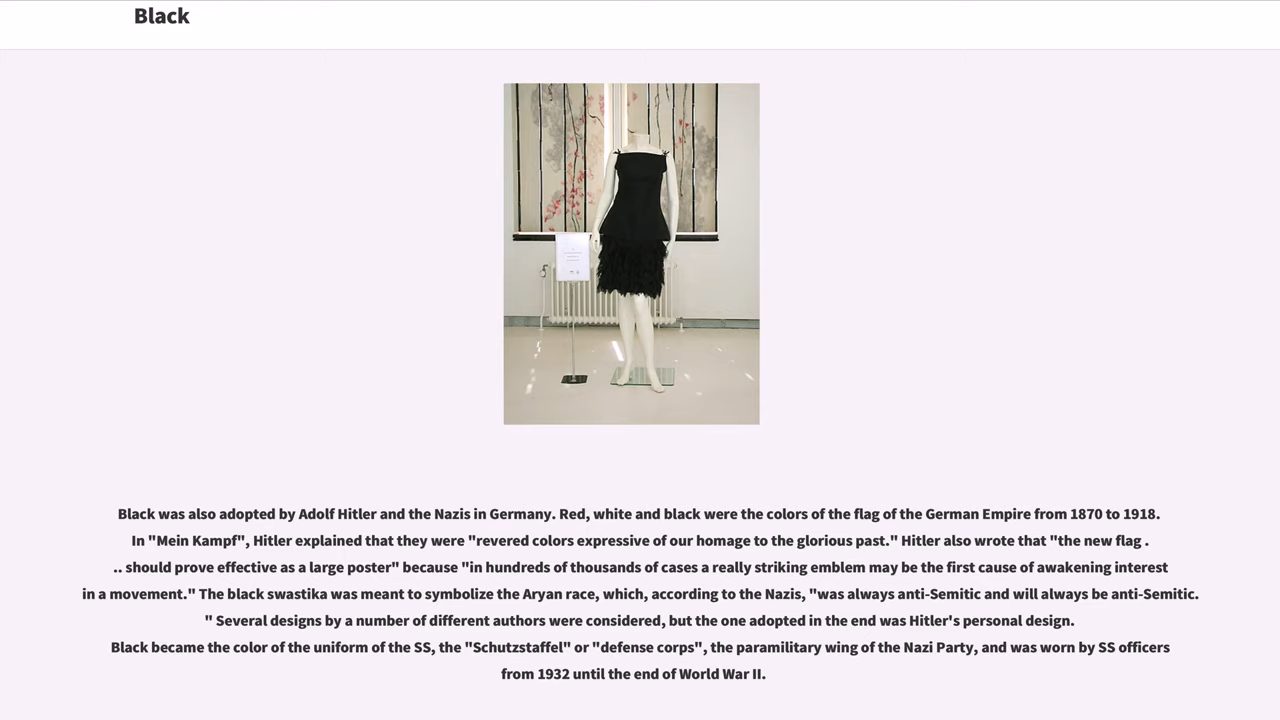 Black
Black was also adopted by Adolf Hitler and the Nazis in Germany. Red, white and black were the colors of the flag of the German Empire from 1870 to 1918.
In "Mein Kampf", Hitler explained that they were "revered colors expressive of our homage to the glorious past." Hitler also wrote that "the new flag .
.. should prove effective as a large poster" because "in hundreds of thousands of cases a really striking emblem may be the first cause of awakening interest
in a movement." The black swastika was meant to symbolize the Aryan race, which, according to the Nazis, "was always anti-Semitic and will always be anti-Semitic.
" Several designs by a number of different authors were considered, but the one adopted in the end was Hitler's personal design.
Black became the color of the uniform of the SS, the "Schutzstaffel" or "defense corps", the paramilitary wing of the Nazi Party, and was worn by SS officers
from 1932 until the end of World War II.